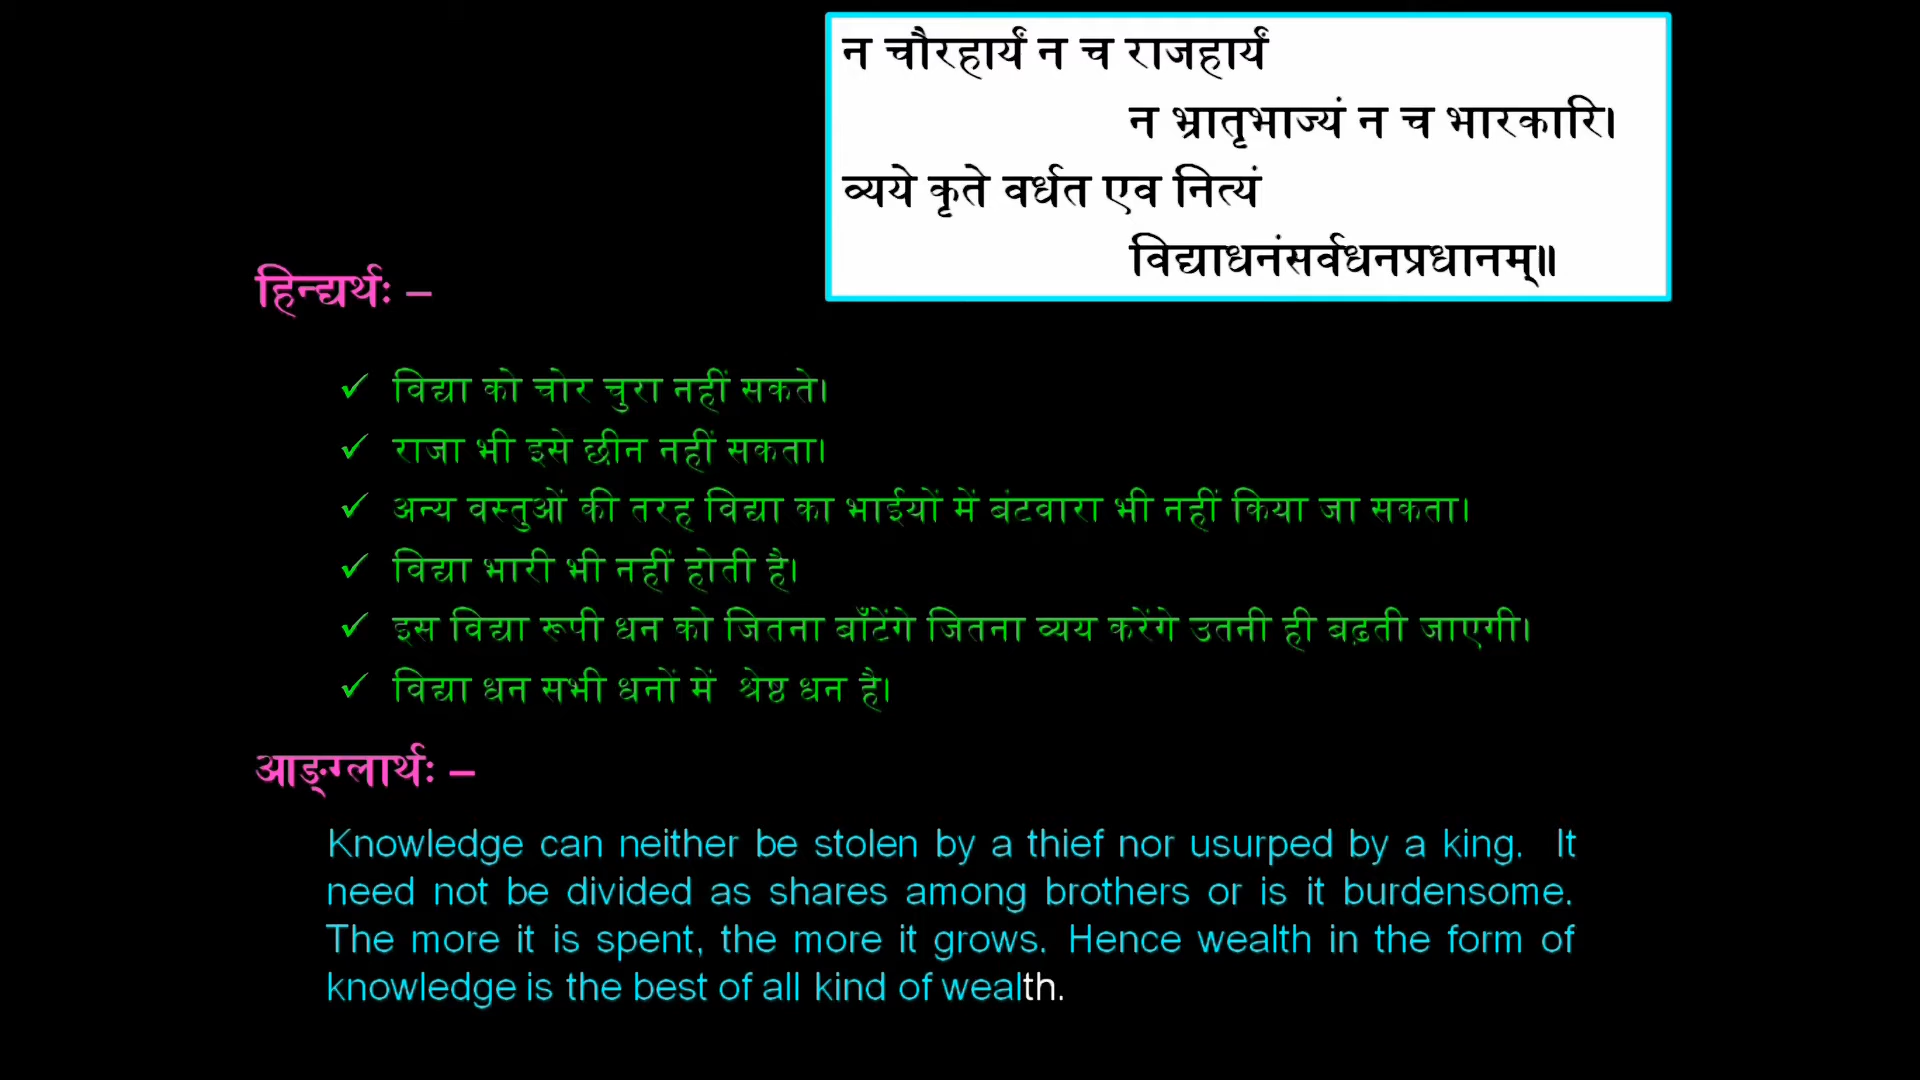 न चौरहार्यं न च राजहार्यं
न भ्रातृभाज्यं न च भारकारि।
व्यये कृते वर्धत एव नित्यं
विद्याधनंसर्वधनप्रधानम्॥
हिन्द्यर्थः –
✓ विद्या को चोर चुरा नहीं सकते।
✓ राजा भी इसे छीन नहीं सकता।
✓ अन्य वस्तुओं की तरह विद्या का भाईयों में बंटवारा भी नहीं किया जा सकता।
✓ विद्या भारी भी नहीं होती है।
✓ इस विद्या रूपी धन को जितना बाँटेंगे जितना व्यय करेंगे उतनी ही बढ़ती जाएगी।
✓ विद्या धन सभी धनों में श्रेष्ठ धन है।
आङ्ग्लार्थः –
Knowledge can neither be stolen by a thief nor usurped by a king. It
need not be divided as shares among brothers or is it burdensome.
The more it is spent, the more it grows. Hence wealth in the form of
knowledge is the best of all kind of wealth.